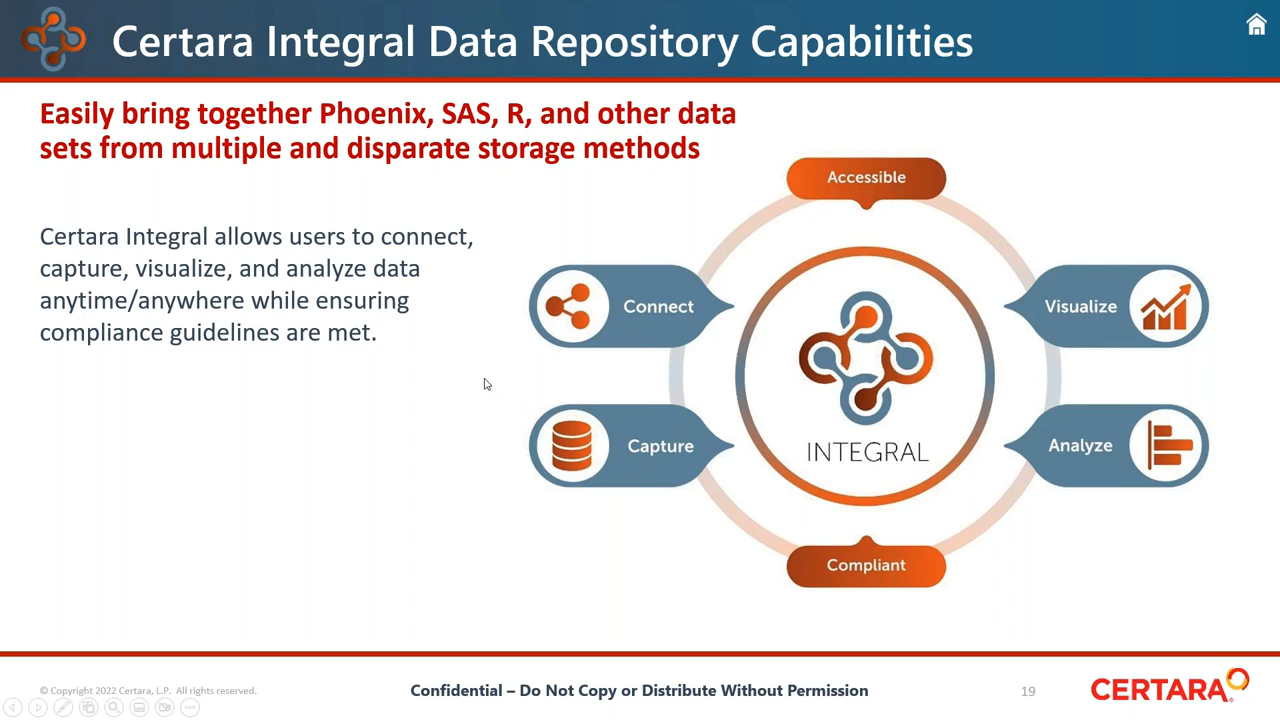 Certara Integral Data Repository Capabilities
Easily bring together Phoenix, SAS, R, and other data
sets from multiple and disparate storage methods
Certara Integral allows users to connect,
capture, visualize, and analyze data
anytime/anywhere while ensuring
compliance guidelines are met.
Accessible
Connect
Visualize
INTEGRAL
Capture
Analyze
Compliant
© Copyright 2022 Certara, L.P. All rights reserved.
Confidential – Do Not Copy or Distribute Without Permission
19
CERTARA